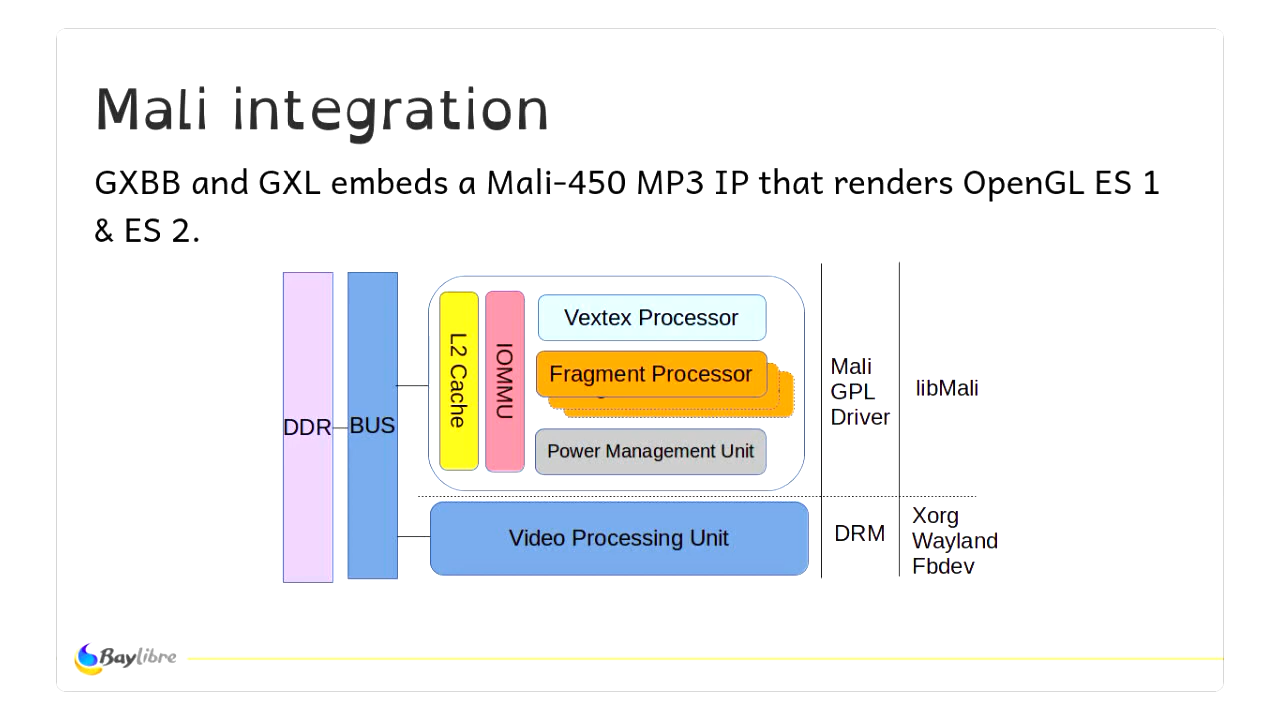 Mali integration
GXBB and GXL embeds a Mali-450 MP3 IP that renders OpenGL ES 1
& ES 2.
DDR
BUS
L2 Cache
IOMMU
Vextex Processor
Fragment Processor
Power Management Unit
Mali
GPL
Driver
libMali
Video Processing Unit
DRM
Xorg
Wayland
Fbdev
Baylibre